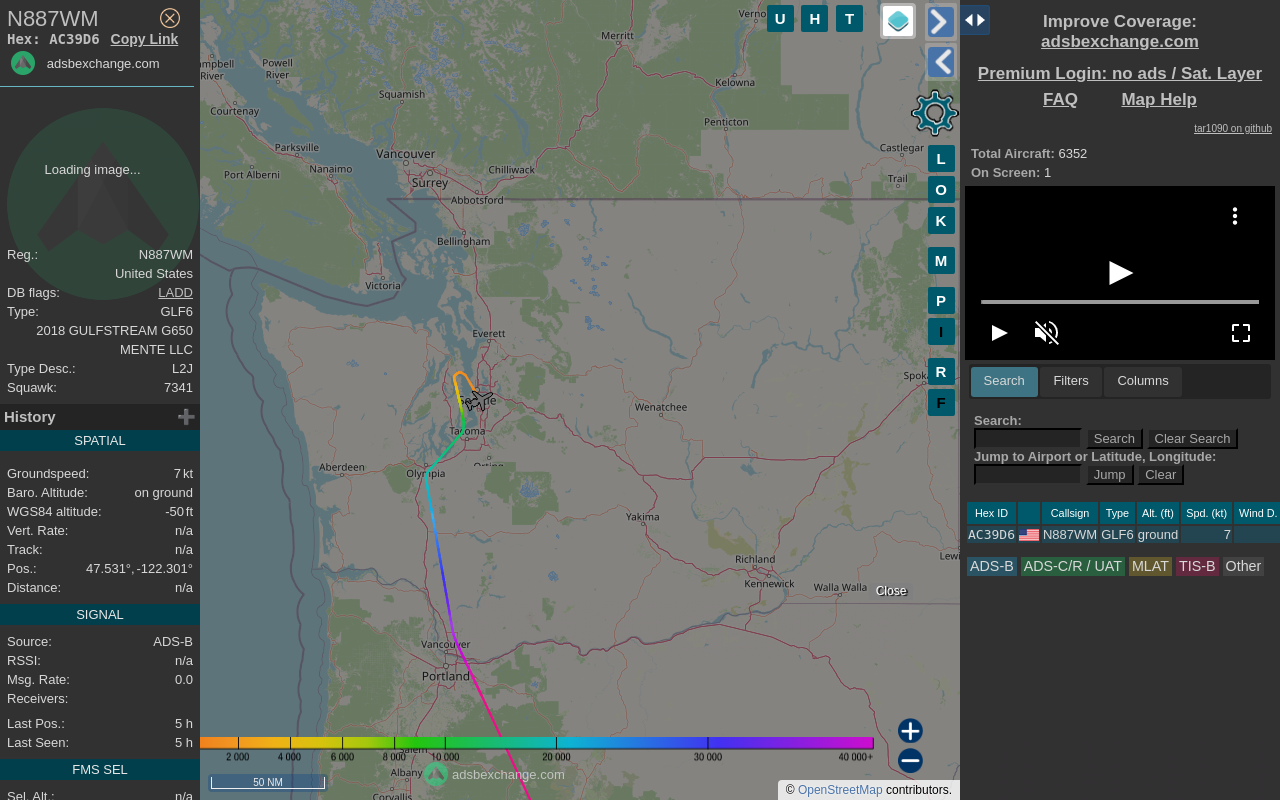 N887WM
Hex: AC39D6 Copy Link
adsbexchange.com
Loading image...
Reg.: N887WM
United States
DB flags: LADD
Type: GLF6
2018 GULFSTREAM G650
MENTE LLC
Type Desc.: L2J
Squawk: 7341
History
SPATIAL
Groundspeed: 7 kt
Baro. Altitude: on ground
WGS84 altitude: -50 ft
Vert. Rate: n/a
Track: n/a
Pos.: 47.531°, -122.301°
Distance: n/a
SIGNAL
Source: ADS-B
RSSI: n/a
Msg. Rate: 0.0
Receivers:
Last Pos.: 5 h
Last Seen: 5 h
FMS SEL
Sel. Alt.: n/a
Merritt
Powell
River
River
Squamish
Kelowna
Courtenay
Penticton
Parksville
Vancouver
Castlegar
Port Alberni
Nanaimo
Surrey
Chilliwack
Trail
Abbotsford
Bellingham
Victoria
Everett
Wenatchee
Tacoma
Aberdeen
Olympia
Yakima
Richland
Kennewick
Walla Walla
Vancouver
Portland
Albany
Corvallis
U H T
L
O
K
M
P
I
R
F
Close
2 000 4 000 6 000 8 000 10 000 20 000 30 000 40 000+
adsbexchange.com
50 NM
© OpenStreetMap contributors.
Improve Coverage:
adsbexchange.com
Premium Login: no ads / Sat. Layer
FAQ Map Help
tar1090 on github
Total Aircraft: 6352
On Screen: 1
Search Filters Columns
Search:
Search Clear Search
Jump to Airport or Latitude, Longitude:
Jump Clear
Hex ID Callsign Type Alt. (ft) Spd. (kt) Wind D.
AC39D6 N887WM GLF6 ground 7
ADS-B ADS-C/R / UAT MLAT TIS-B Other